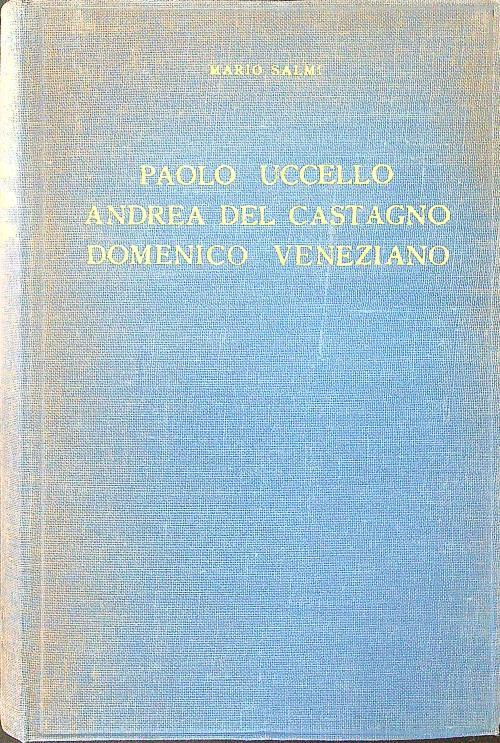 MARIO SALMI
PAOLO UCCELLO
ANDREA DEL CASTAGNO
DOMENICO VENEZIANO